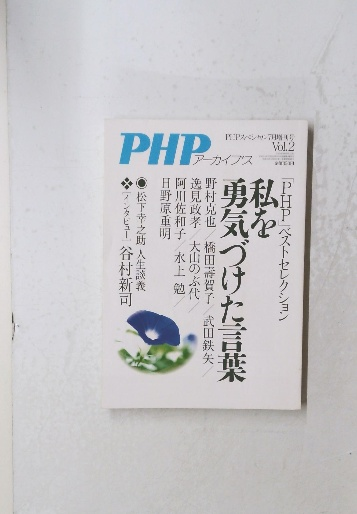 PHP
アーカイブス
PHPスペシャル7月増刊号
Vol.2
「PHP」ベストセレクション
私を
勇気づけた言葉
野村克也/橋田壽賀子/武田鉄矢/
逸見政孝/大山のぶ代/
阿川佐和子/水上 勉/
日野原重明
●松下幸之助 人生談義
❖インタビュー 谷村新司